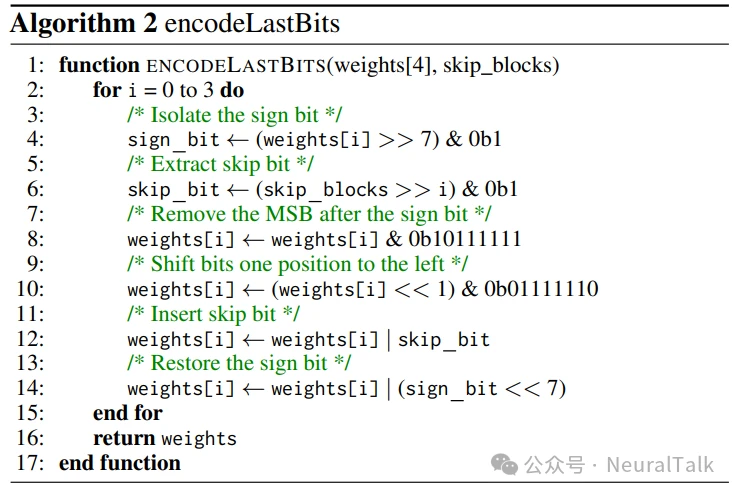 Algorithm 2 encodeLastBits
1: function ENCODELASTBITS(weights[4], skip_blocks)
2: for i = 0 to 3 do
3: /* Isolate the sign bit */
4: sign_bit ← (weights[i] >> 7) & 0b1
5: /* Extract skip bit */
6: skip_bit ← (skip_blocks >> i) & 0b1
7: /* Remove the MSB after the sign bit */
8: weights[i] ← weights[i] & 0b10111111
9: /* Shift bits one position to the left */
10: weights[i] ← (weights[i] << 1) & 0b01111110
11: /* Insert skip bit */
12: weights[i] ← weights[i] | skip_bit
13: /* Restore the sign bit */
14: weights[i] ← weights[i] | (sign_bit << 7)
15: end for
16: return weights
17: end function
公众号 · NeuralTalk